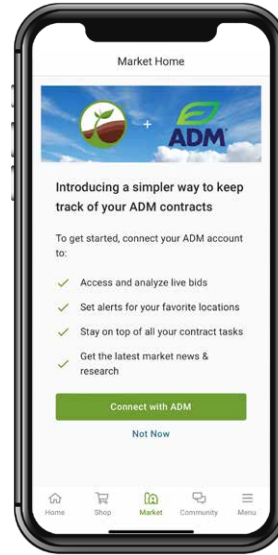 Market Home
+
ADM
Introducing a simpler way to keep
track of your ADM contracts
To get started, connect your ADM account
to:
Access and analyze live bids
Set alerts for your favorite locations
Stay on top of all your contract tasks
Get the latest market news &
research
Connect with ADM
Not Now
Home Shop Market Community Menu